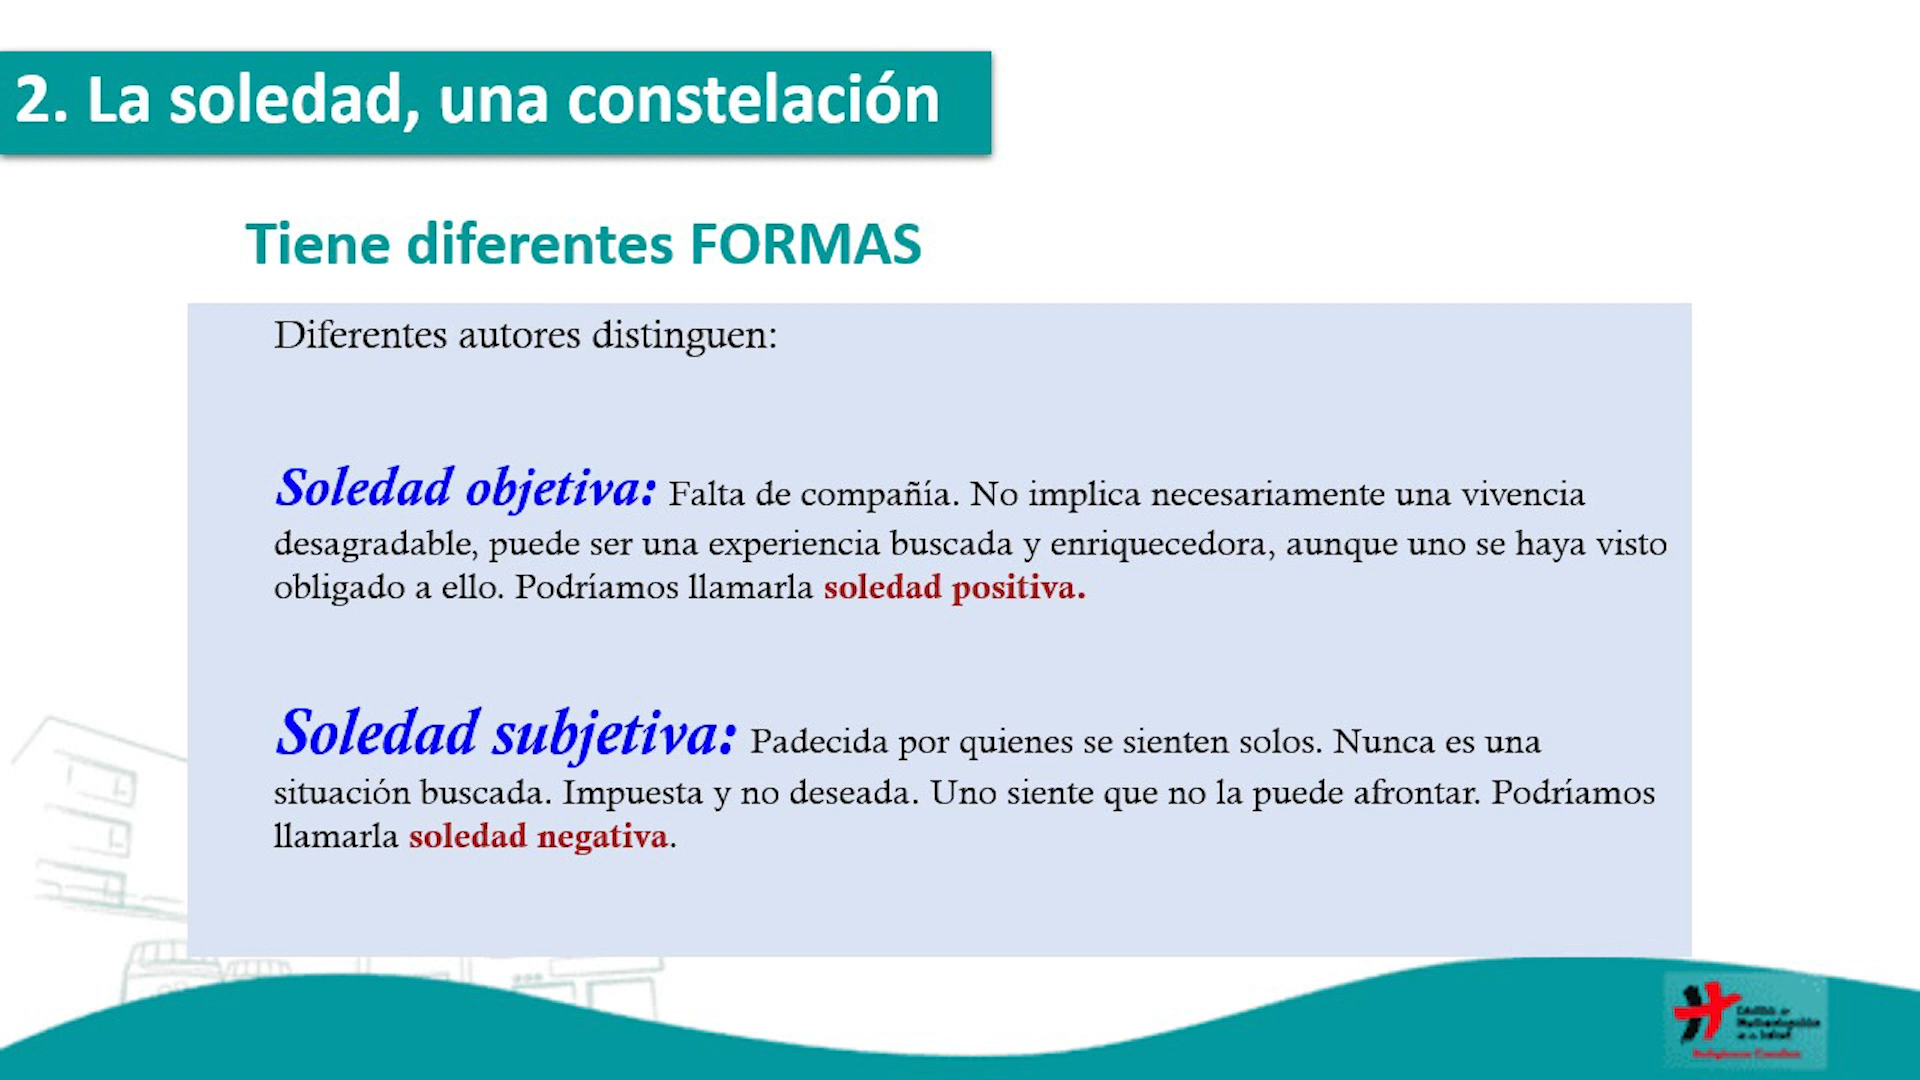 2. La soledad, una constelación
Tiene diferentes FORMAS
Diferentes autores distinguen:
Soledad objetiva: Falta de compañía. No implica necesariamente una vivencia
desagradable, puede ser una experiencia buscada y enriquecedora, aunque uno se haya visto
obligado a ello. Podríamos llamarla soledad positiva.
Soledad subjetiva: Padecida por quienes se sienten solos. Nunca es una
situación buscada. Impuesta y no deseada. Uno siente que no la puede afrontar. Podríamos
llamarla soledad negativa.